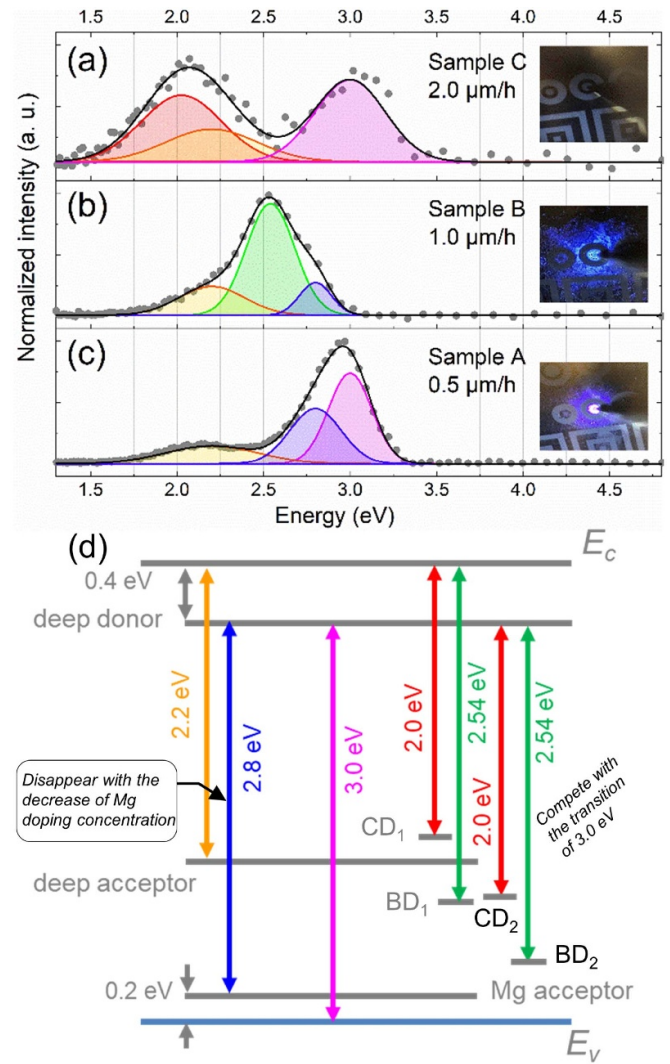 1.5 2.0 2.5 3.0 3.5 4.0 4.5
(a)
Sample C
2.0 µm/h
(b)
Sample B
1.0 µm/h
(c)
Sample A
0.5 µm/h
Normalized intensity (a. u.)
1.5 2.0 2.5 3.0 3.5 4.0 4.5
Energy (eV)
(d)
Ec
0.4 eV
deep donor
2.2 eV
2.8 eV
3.0 eV
2.0 eV
2.54 eV
2.0 eV
2.54 eV
Disappear with the
decrease of Mg
doping concentration
Compete with
the transition
of 3.0 eV
CD1
deep acceptor
BD1
CD2
BD2
0.2 eV
Mg acceptor
Ev